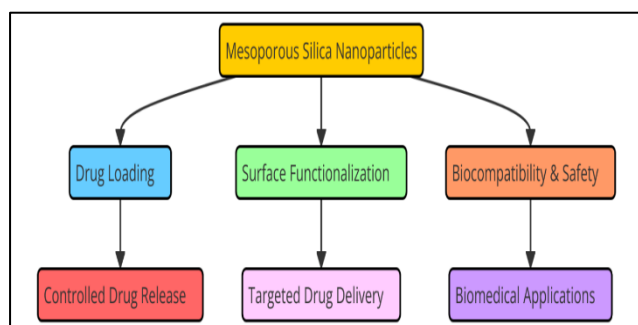 Mesoporous Silica Nanoparticles
Drug Loading
Surface Functionalization
Biocompatibility & Safety
Controlled Drug Release
Targeted Drug Delivery
Biomedical Applications